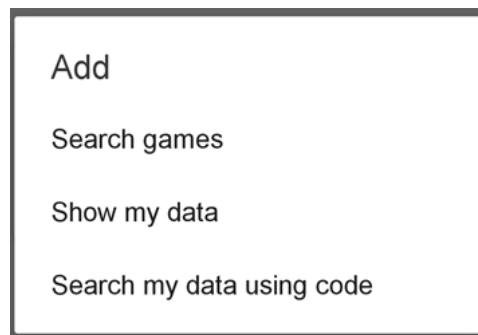 Add
Search games
Show my data
Search my data using code